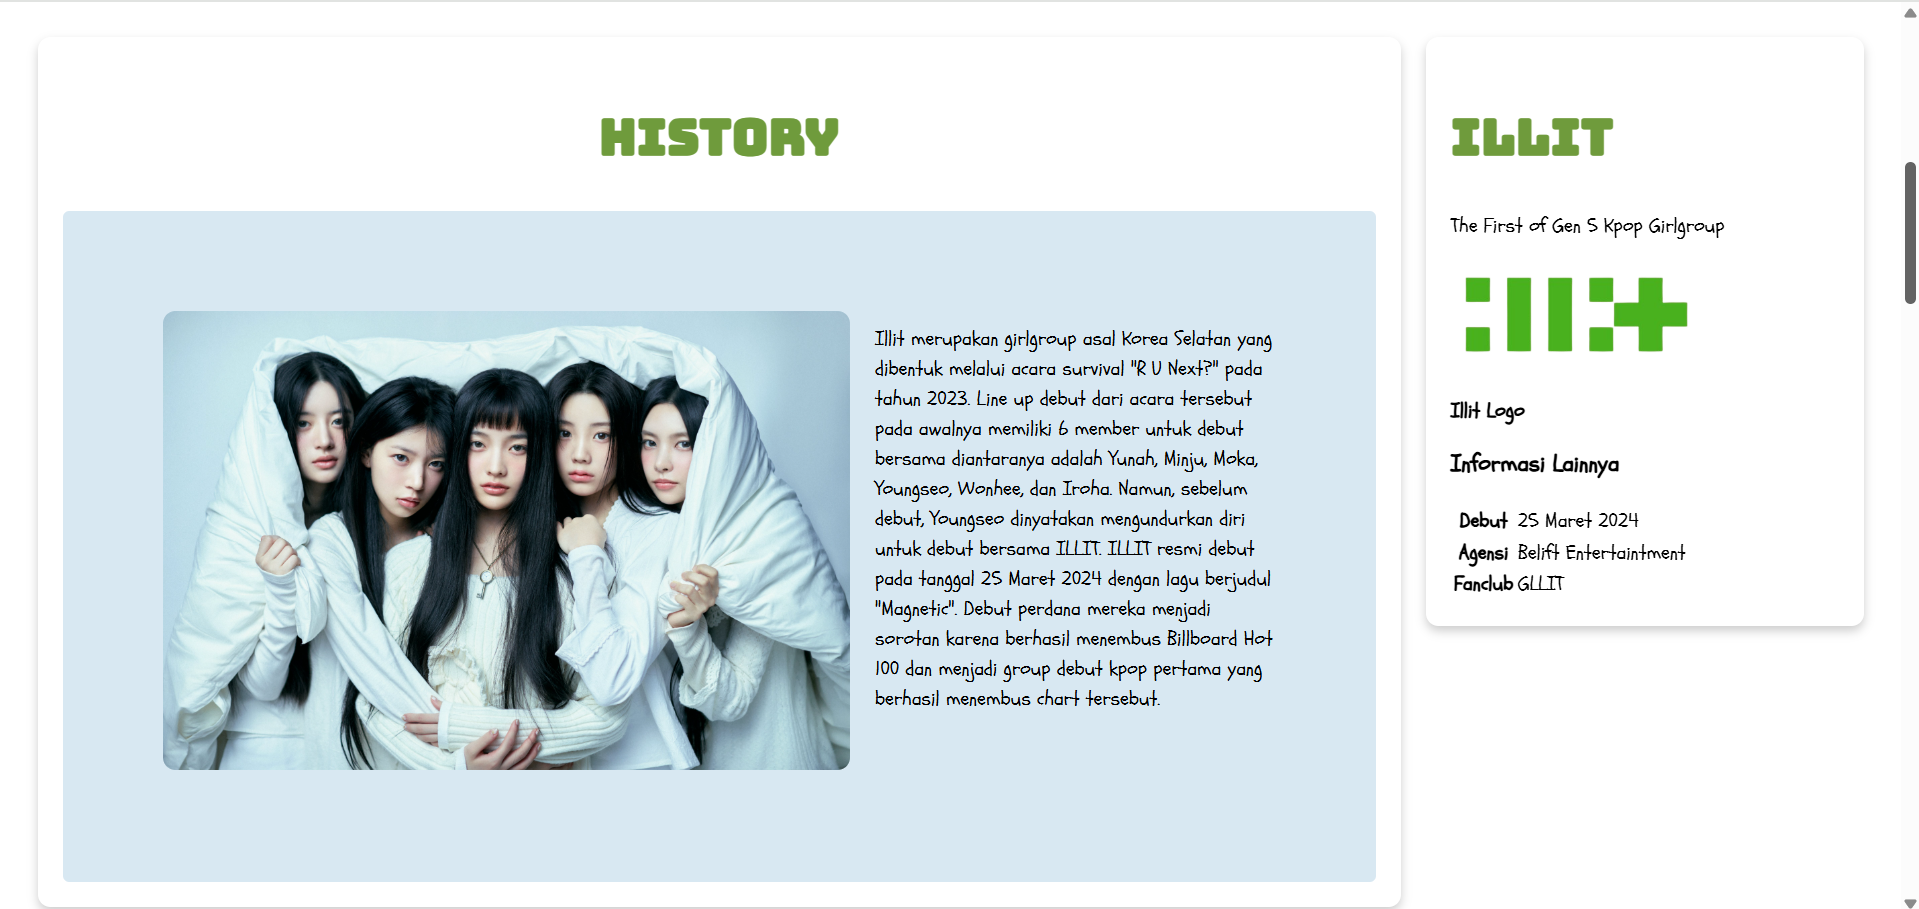 HISTORY
Illit merupakan girlgroup asal Korea Selatan yang
dibentuk melalui acara survival "R U Next?" pada
tahun 2023. Line up debut dari acara tersebut
pada awalnya memiliki 6 member untuk debut
bersama diantaranya adalah Yunah, Minju, Moka,
Youngseo, Wonhee, dan Iroha. Namun, sebelum
debut, Youngseo dinyatakan mengundurkan diri
untuk debut bersama ILLIT. ILLIT resmi debut
pada tanggal 25 Maret 2024 dengan lagu berjudul
"Magnetic". Debut perdana mereka menjadi
sorotan karena berhasil menembus Billboard Hot
100 dan menjadi group debut kpop pertama yang
berhasil menembus chart tersebut.
ILLIT
The First of Gen 5 Kpop Girlgroup
Illit Logo
Informasi Lainnya
Debut 25 Maret 2024
Agensi Belift Entertaintment
Fanclub GLLIT